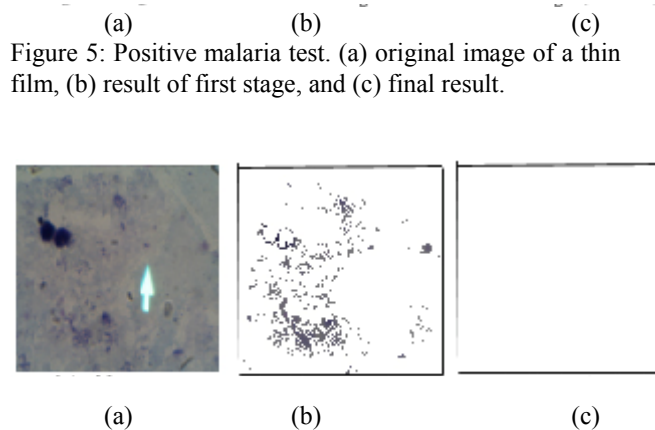 (a) (b) (c)
Figure 5: Positive malaria test. (a) original image of a thin
film, (b) result of first stage, and (c) final result.
(a) (b) (c)